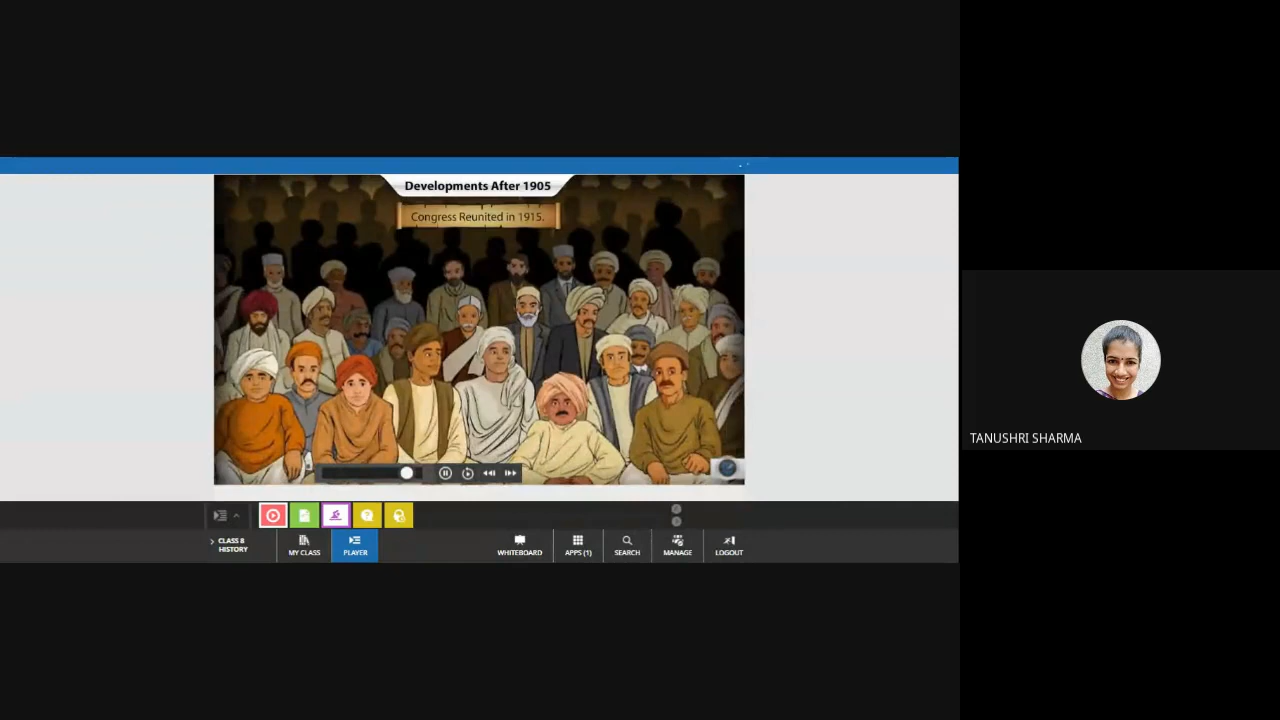 Developments After 1905
Congress Reunited in 1915.
TANUSHRI SHARMA
CLASS 8
HISTORY
MY CLASS
PLAYER
WHITEBOARD
APPS (1)
SEARCH
MANAGE
LOGOUT